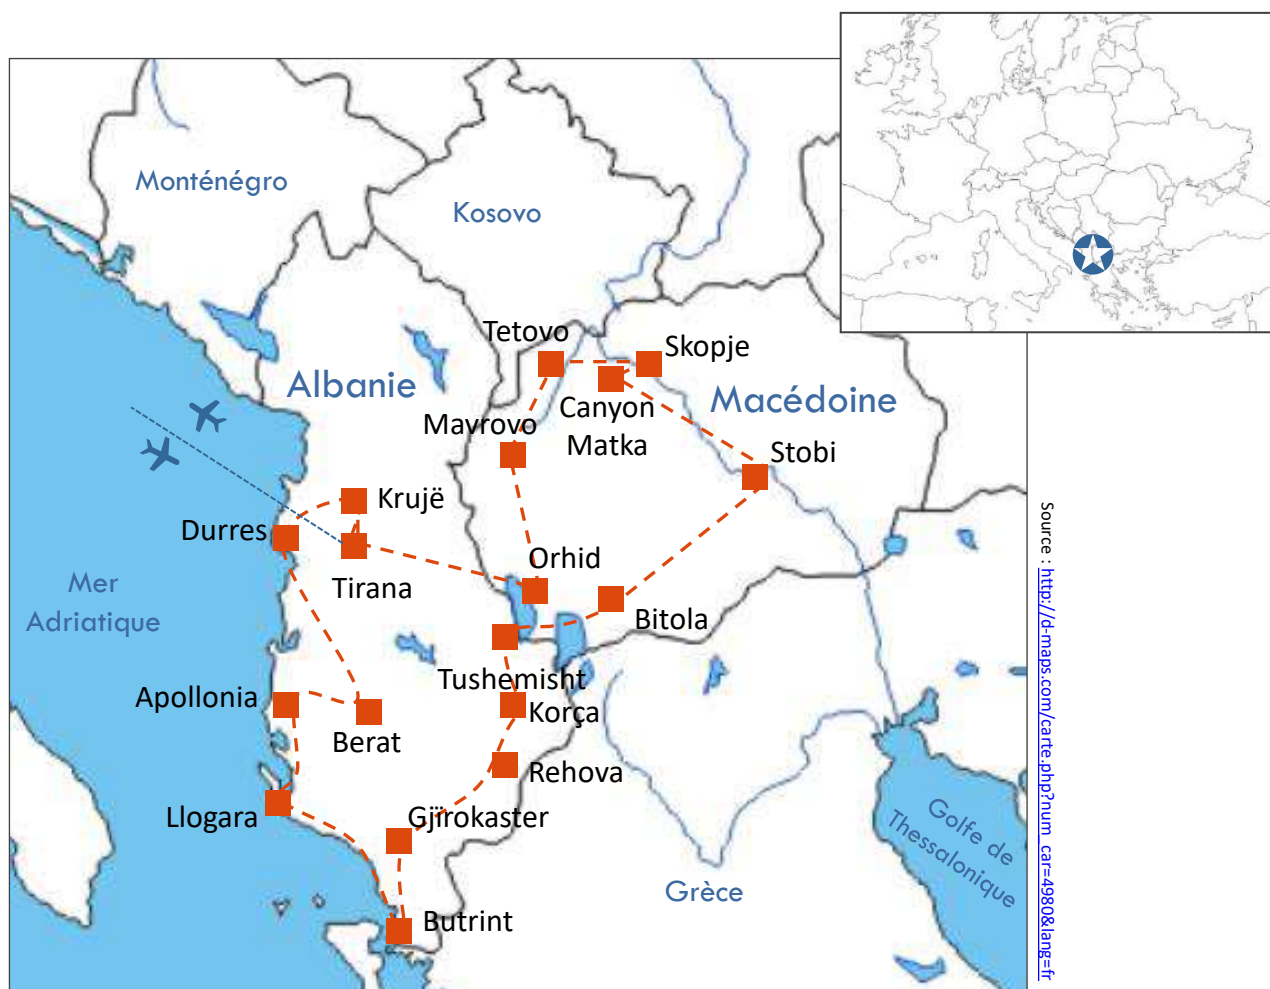 Monténégro
Kosovo
Tetovo
Skopje
Albanie
Canyon
Matka
Macédoine
Mavrovo
Stobi
Krujë
Durres
Tirana
Orhid
Mer
Adriatique
Bitola
Tushemisht
Apollonia
Korça
Berat
Rehova
Llogara
Gjirokaster
Golfe de
Thessalonique
Grèce
Butrint
Source : http://d-maps.com/carte.php?num_car=4980&lang=fr